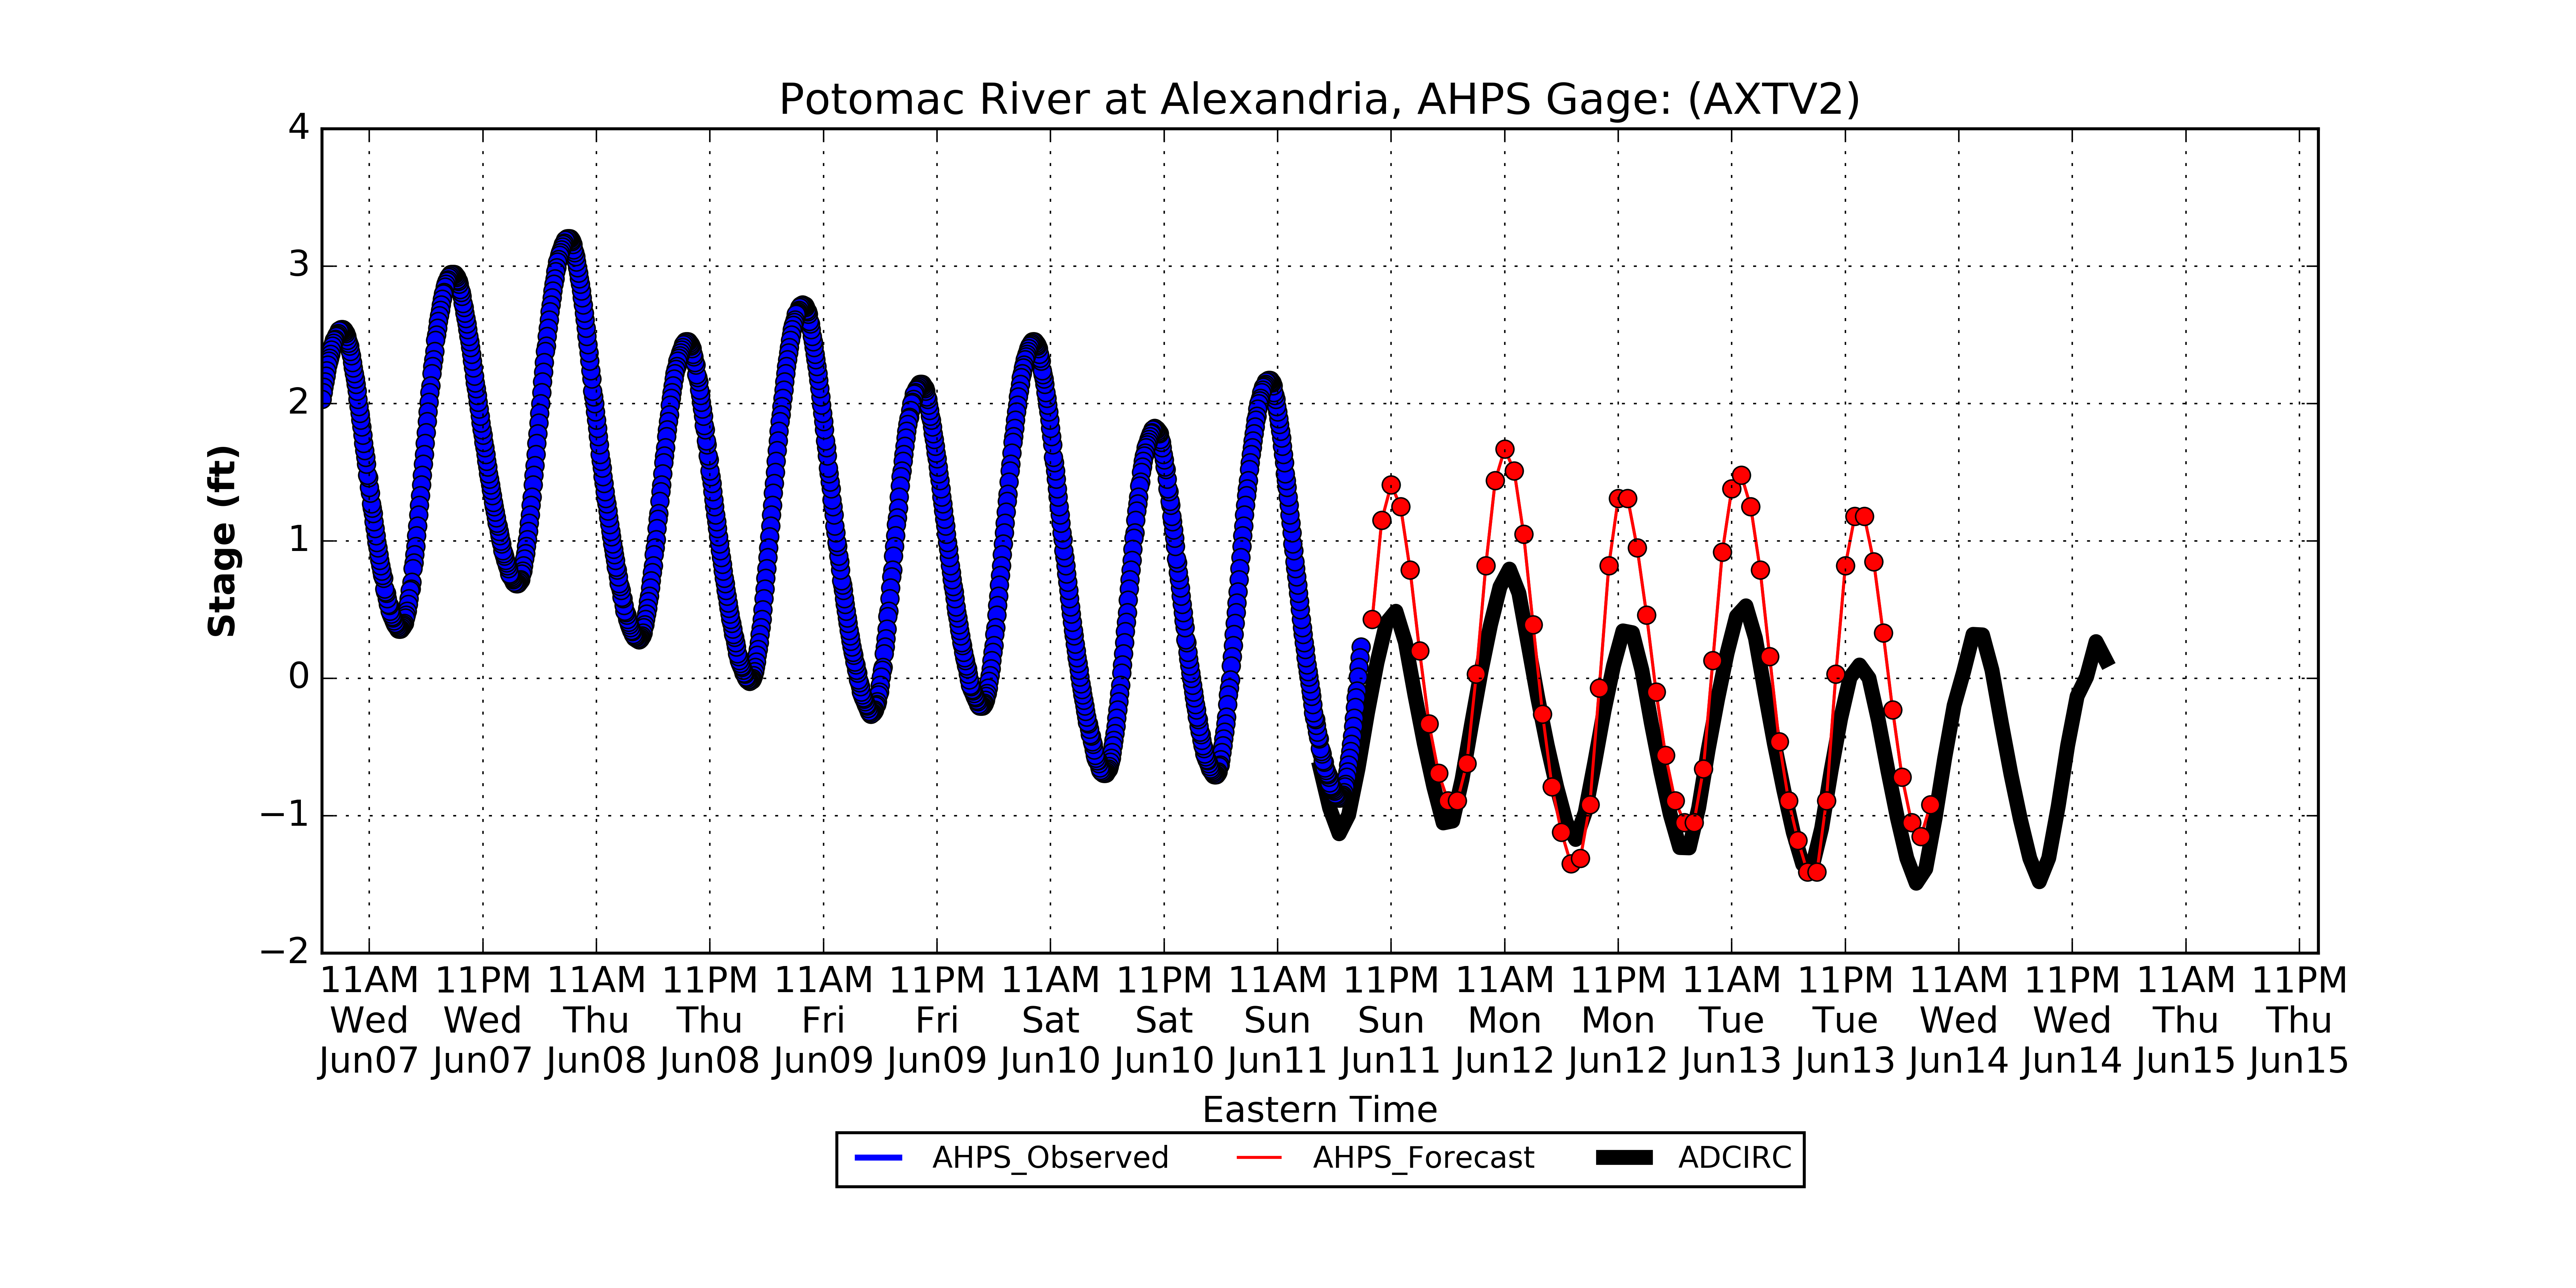 Potomac River at Alexandria, AHPS Gage: (AXTV2)
4
3
2
1
0
−1
−2
Stage (ft)
11AM 11PM 11AM 11PM 11AM 11PM 11AM 11PM 11AM 11PM 11AM 11PM 11AM 11PM 11AM 11PM 11AM 11PM
Wed Wed Thu Thu Fri Fri Sat Sat Sun Sun Mon Mon Tue Tue Wed Wed Thu Thu
Jun07 Jun07 Jun08 Jun08 Jun09 Jun09 Jun10 Jun10 Jun11 Jun11 Jun12 Jun12 Jun13 Jun13 Jun14 Jun14 Jun15 Jun15
Eastern Time
AHPS_Observed AHPS_Forecast ADCIRC